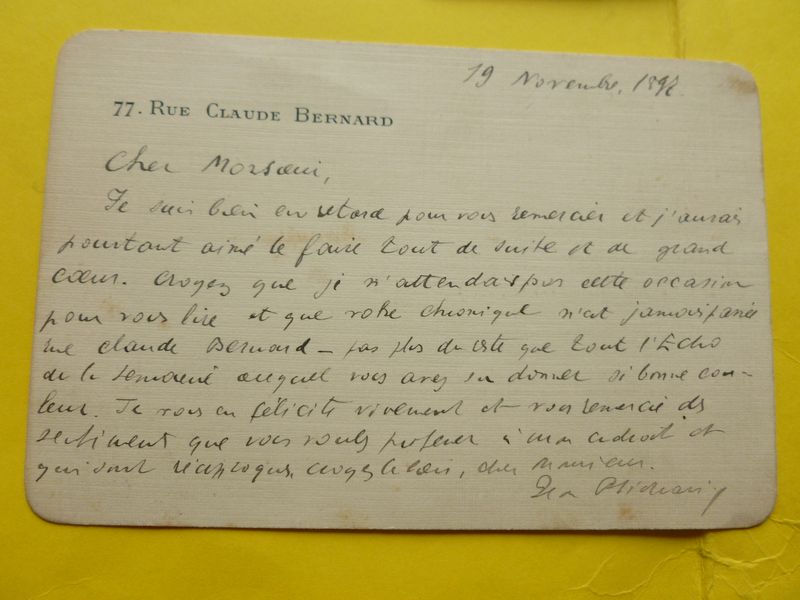 19 Novembre, 1892.
77. RUE CLAUDE BERNARD
Cher Monsieur,
Je suis bien en retard pour vous remercier et j'aurais
pourtant aimé le faire tout de suite et de grand
cœur. Croyez que je n'attendais pas cette occasion
pour vous lire et que votre chronique n'est jamais passée
rue Claude Bernard – pas plus du reste que tout l'Echo
de la Semaine auquel vous avez su donner si bonne cou-
leur. Je vous en félicite vivement et vous remercie des
sentiments que vous voulez professer à mon endroit et
qui sont réciproques, croyez le bien, cher Monsieur.